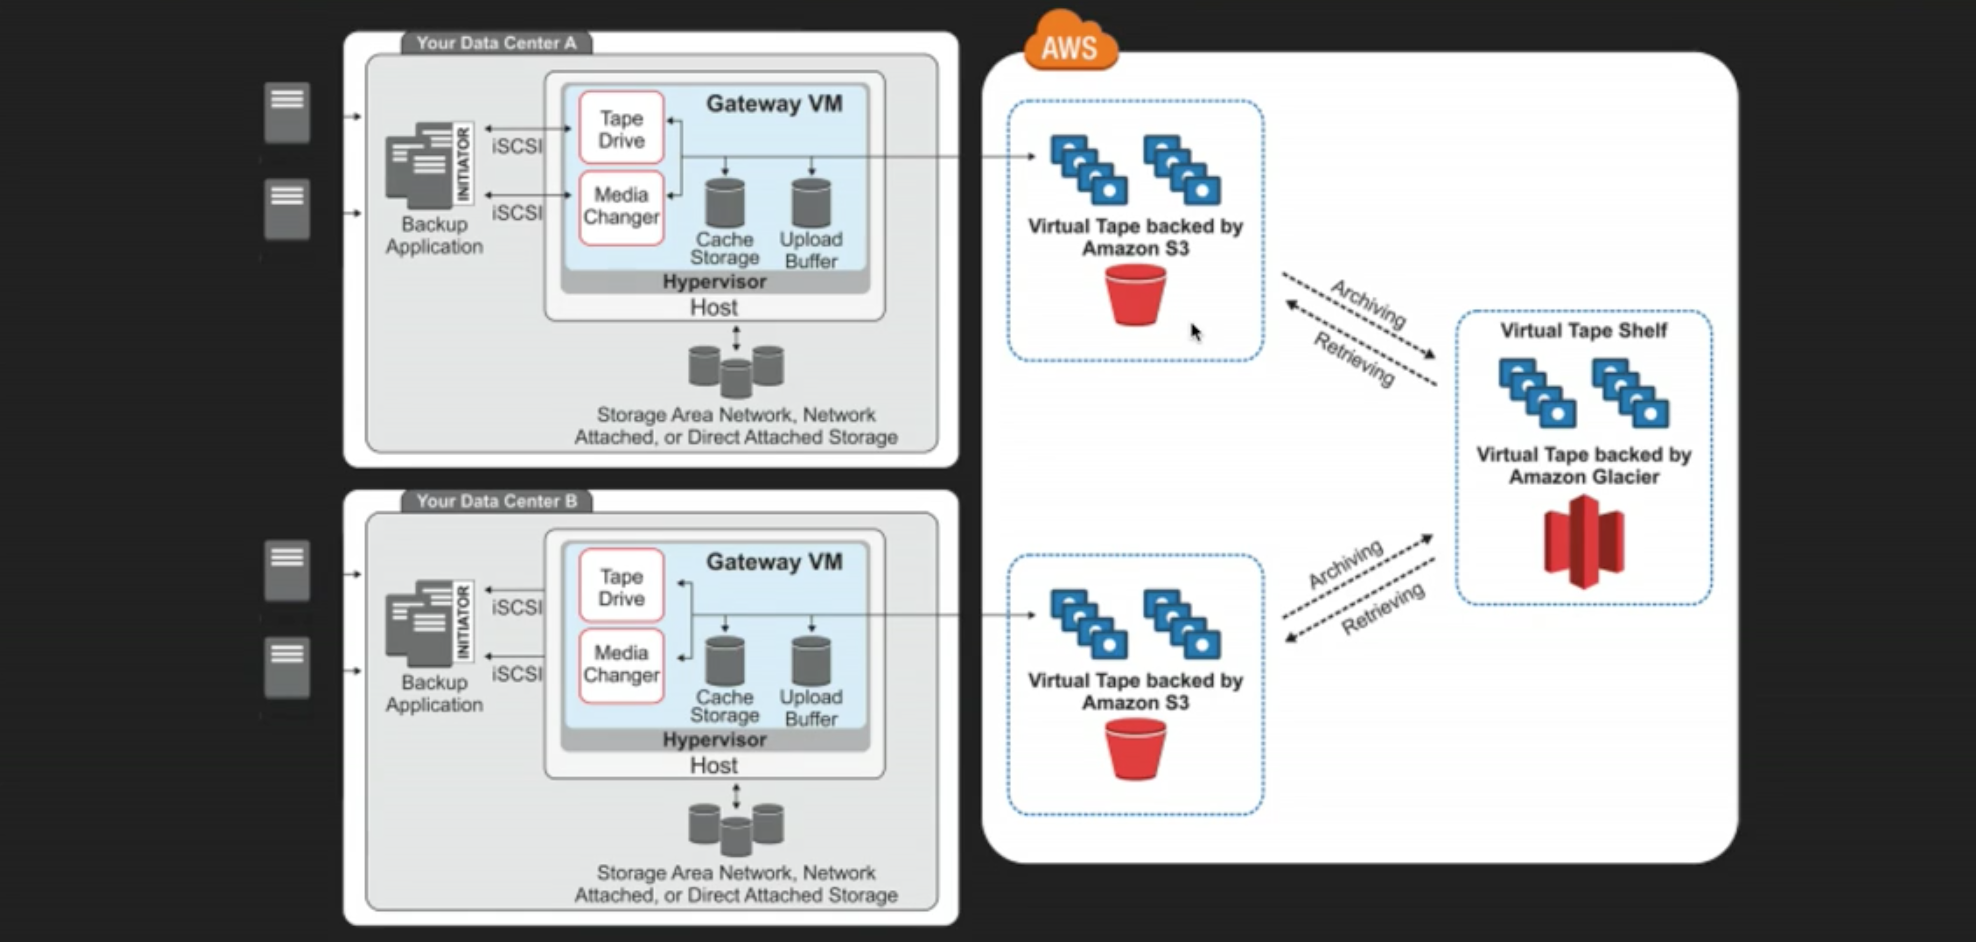 Your Data Center A
Gateway VM
Tape
Drive
iSCSI
INITIATOR
Media
Changer
iSCSI
Backup
Application
Cache
Storage
Upload
Buffer
Hypervisor
Host
Storage Area Network, Network
Attached, or Direct Attached Storage
Your Data Center B
Gateway VM
Tape
Drive
iSCSI
INITIATOR
Media
Changer
iSCSI
Backup
Application
Cache
Storage
Upload
Buffer
Hypervisor
Host
Storage Area Network, Network
Attached, or Direct Attached Storage
AWS
Virtual Tape backed by
Amazon S3
Archiving
Retrieving
Virtual Tape Shelf
Virtual Tape backed by
Amazon Glacier
Archiving
Retrieving
Virtual Tape backed by
Amazon S3